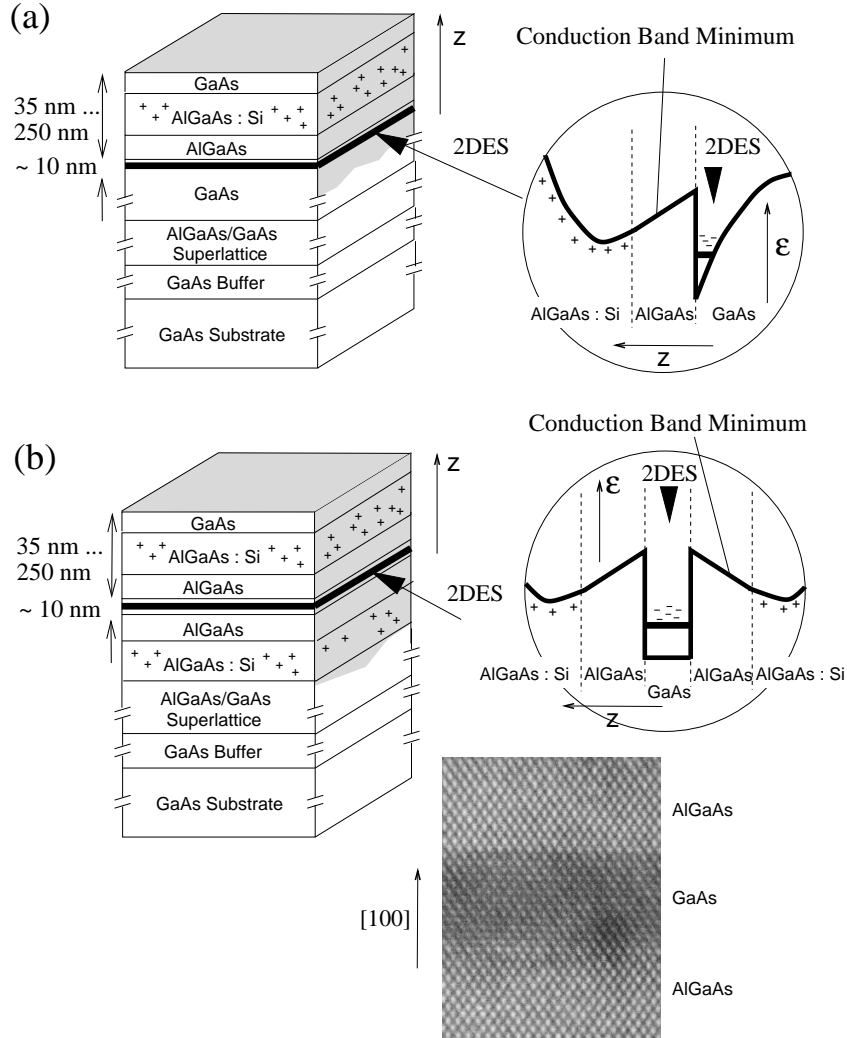 (a)
z
GaAs
+ + + + + AlGaAs : Si + + + + +
AlGaAs
GaAs
AlGaAs/GaAs
Superlattice
GaAs Buffer
GaAs Substrate
35 nm ...
250 nm
~ 10 nm
2DES
Conduction Band Minimum
2DES
ε
AlGaAs : Si
AlGaAs
GaAs
z
(b)
z
GaAs
AlGaAs : Si
AlGaAs
AlGaAs
AlGaAs : Si
AlGaAs/GaAs
Superlattice
GaAs Buffer
GaAs Substrate
35 nm ...
250 nm
~ 10 nm
2DES
Conduction Band Minimum
2DES
ε
AlGaAs : Si
AlGaAs
GaAs
AlGaAs
AlGaAs : Si
z
[100]
AlGaAs
GaAs
AlGaAs